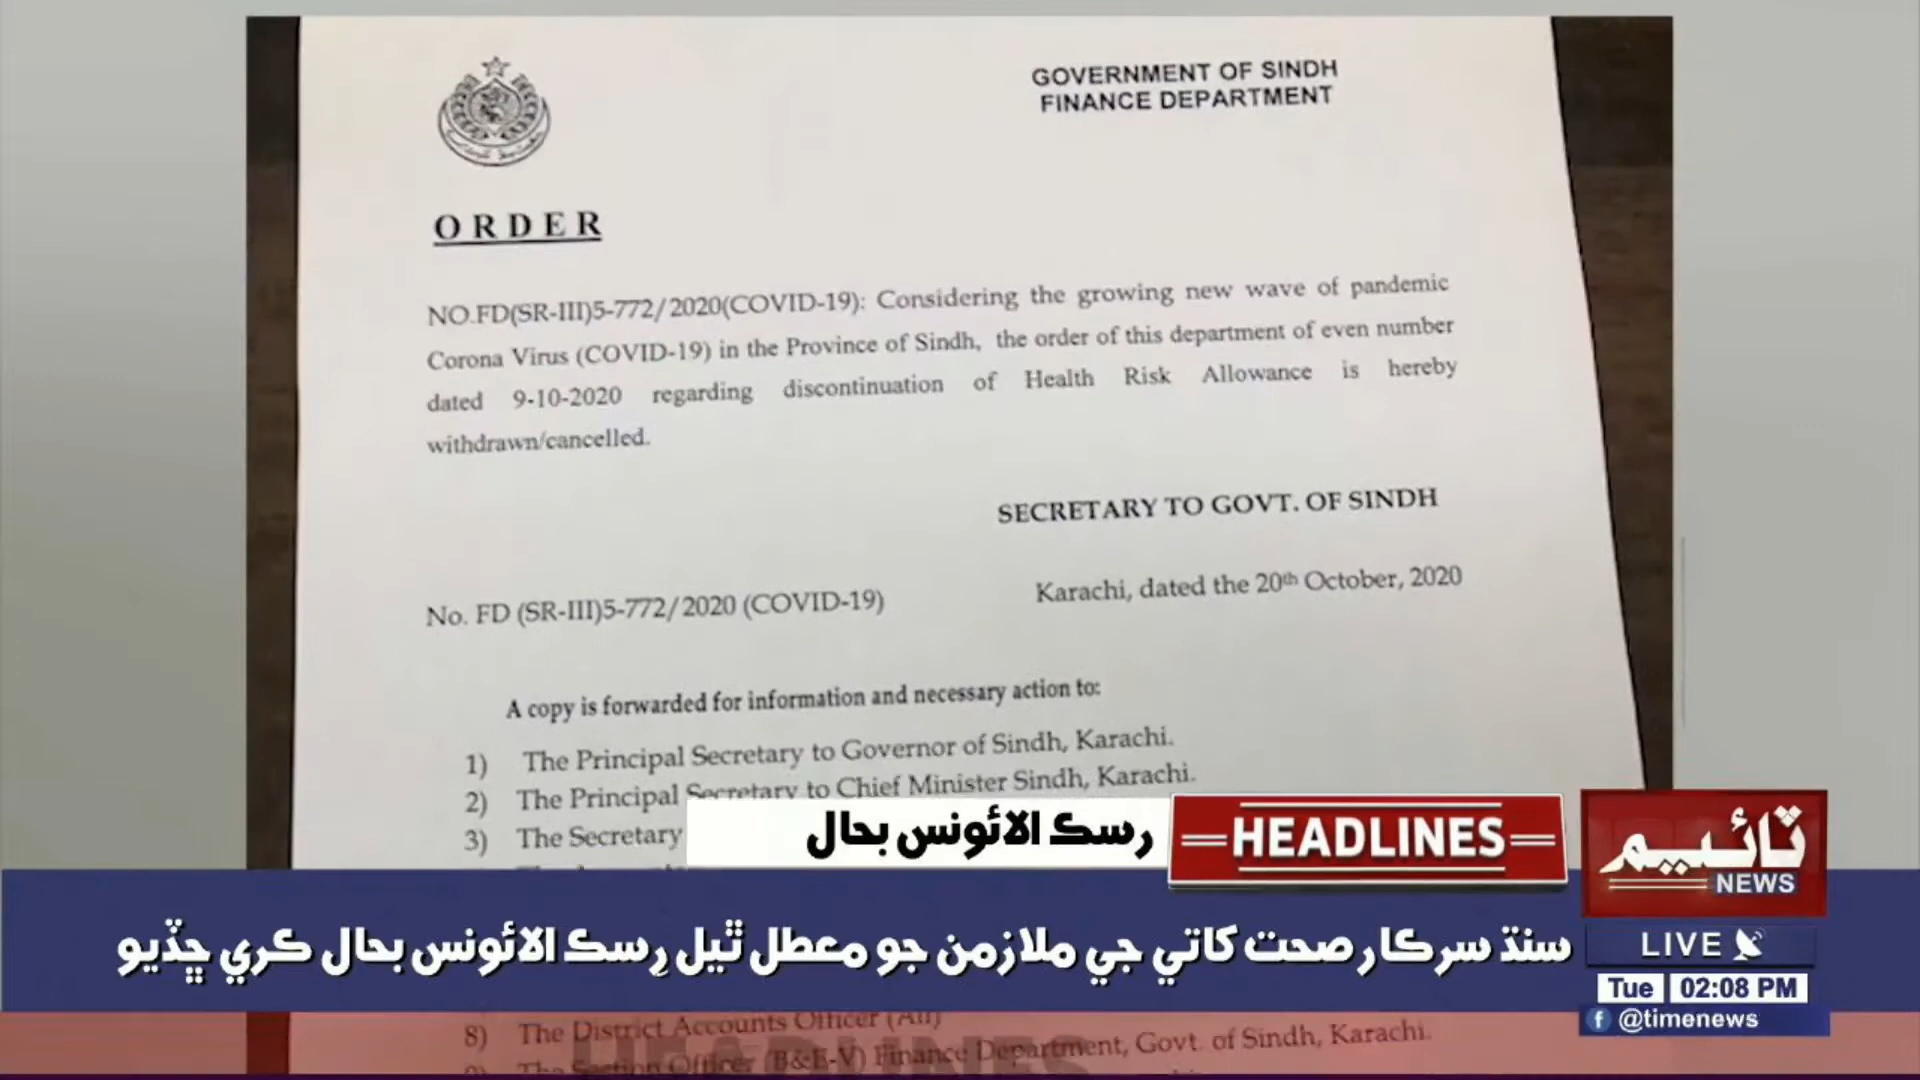 GOVERNMENT OF SINDH
FINANCE DEPARTMENT
ORDER
NO.FD(SR-III)5-772/2020(COVID-19): Considering the growing new wave of pandemic
Corona Virus (COVID-19) in the Province of Sindh, the order of this department of even number
dated 9-10-2020 regarding discontinuation of Health Risk Allowance is hereby
withdrawn/cancelled.
SECRETARY TO GOVT. OF SINDH
No. FD (SR-III)5-772/2020 (COVID-19)
Karachi, dated the 20th October, 2020
A copy is forwarded for information and necessary action to:
1) The Principal Secretary to Governor of Sindh, Karachi.
2) The Principal Secretary to Chief Minister Sindh, Karachi.
3) The Secretary
رسڪ الائونس بحال
HEADLINES
ٽائيم
NEWS
سنڌ سرڪار صحت کاتي جي ملازمن جو معطل ٿيل رِسڪ الائونس بحال ڪري ڇڏيو
LIVE
Tue 02:08 PM
@timenews
8) The District Accounts Officer (All)
The Section Officer (B&E-V) Finance Department, Govt. of Sindh, Karachi.